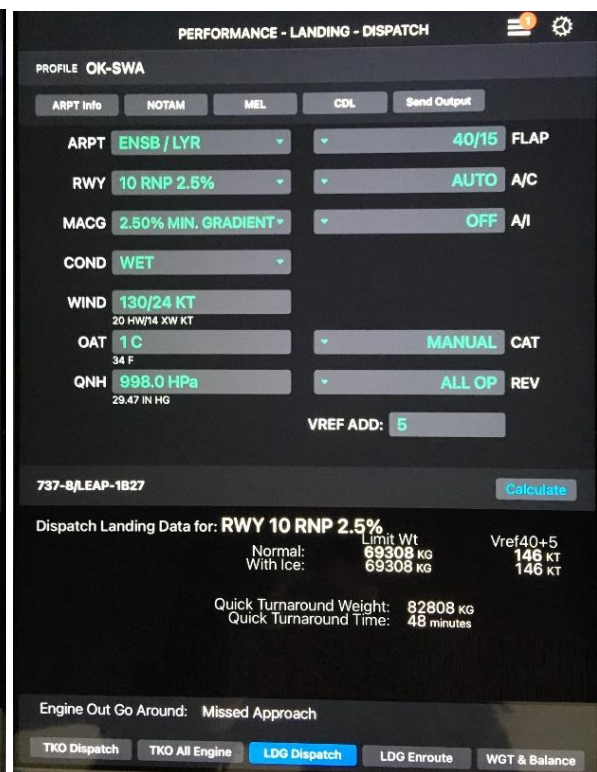 PERFORMANCE - LANDING - DISPATCH 1
PROFILE OK-SWA
ARPT Info NOTAM MEL CDL Send Output
ARPT ENSB / LYR 40/15 FLAP
RWY 10 RNP 2.5% AUTO A/C
MACG 2.50% MIN. GRADIENT OFF A/I
COND WET
WIND 130/24 KT
20 HW/14 XW KT
OAT 1 C MANUAL CAT
34 F
QNH 998.0 HPa ALL OP REV
29.47 IN HG
VREF ADD: 5
737-8/LEAP-1B27 Calculate
Dispatch Landing Data for: RWY 10 RNP 2.5%
Limit Wt Vref40+5
Normal: 69308 KG 146 KT
With Ice: 69308 KG 146 KT
Quick Turnaround Weight: 82808 KG
Quick Turnaround Time: 48 minutes
Engine Out Go Around: Missed Approach
TKO Dispatch TKO All Engine LDG Dispatch LDG Enroute WGT & Balance